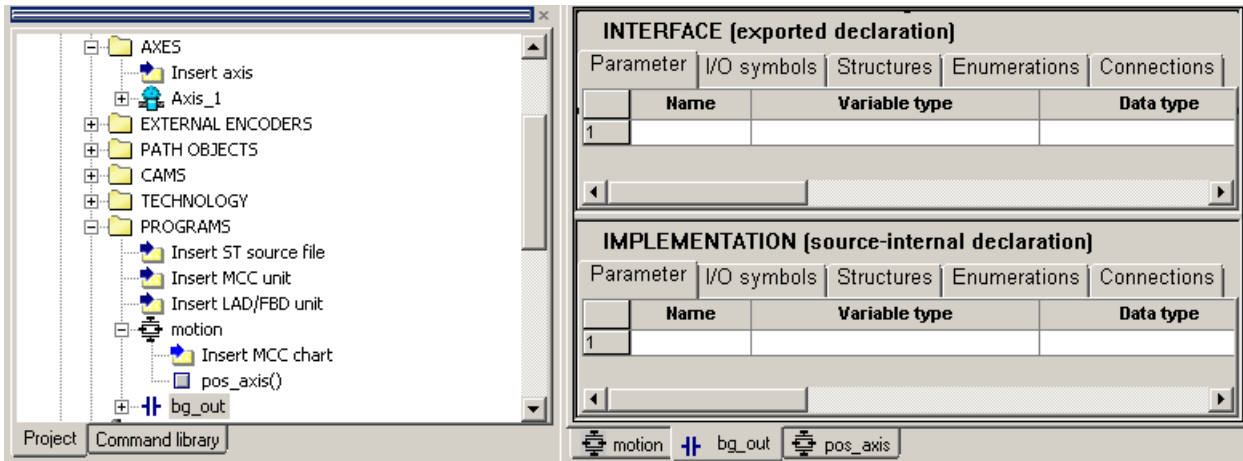 AXES
Insert axis
Axis_1
EXTERNAL ENCODERS
PATH OBJECTS
CAMS
TECHNOLOGY
PROGRAMS
Insert ST source file
Insert MCC unit
Insert LAD/FBD unit
motion
Insert MCC chart
pos_axis()
bg_out
Project Command library
INTERFACE (exported declaration)
Parameter I/O symbols Structures Enumerations Connections
Name Variable type Data type
1
IMPLEMENTATION (source-internal declaration)
Parameter I/O symbols Structures Enumerations Connections
Name Variable type Data type
1
motion bg_out pos_axis